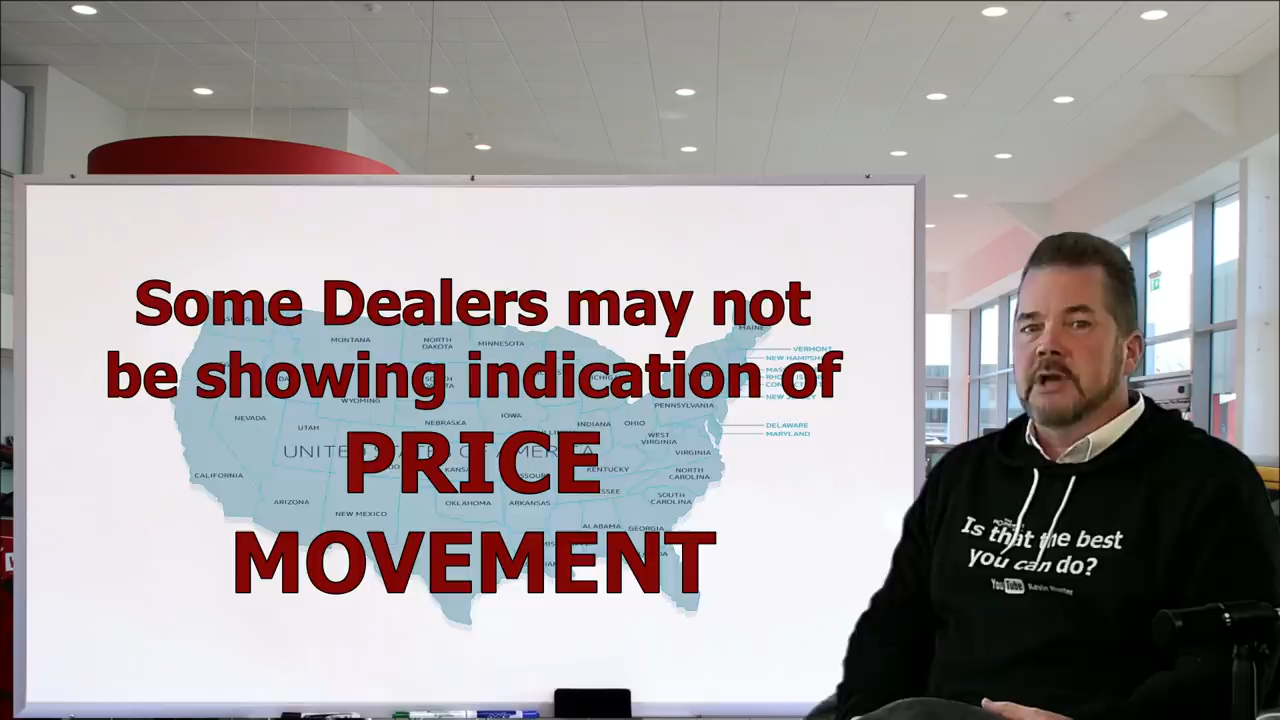 Some Dealers may not
be showing indication of
PRICE
MOVEMENT
MAINE
MONTANA
NORTH
DAKOTA
MINNESOTA
VERMONT
WYOMING
PENNSYLVANIA
NEVADA
NEBRASKA
IOWA
UTAH
INDIANA
OHIO
DELAWARE
MARYLAND
WEST
VIRGINIA
VIRGINIA
CALIFORNIA
KENTUCKY
NORTH
CAROLINA
ARIZONA
OKLAHOMA
ARKANSAS
SOUTH
CAROLINA
NEW MEXICO
ALABAMA
GEORGIA
Is that the best
you can do?
YouTube